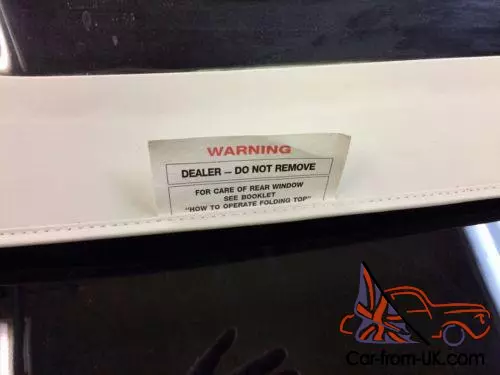 WARNING
DEALER – DO NOT REMOVE
FOR CARE OF REAR WINDOW
SEE BOOKLET
"HOW TO OPERATE FOLDING TOP"
Car-from-UK.com